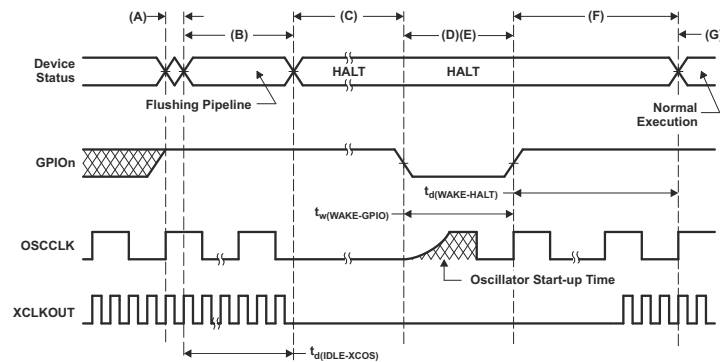 (A) (B) (C) (D)(E) (F) (G)
Device
Status
HALT HALT
Flushing Pipeline
Normal
Execution
GPIOn
td(WAKE-HALT)
tw(WAKE-GPIO)
OSCCLK
Oscillator Start-up Time
XCLKOUT
td(IDLE-XCOS)